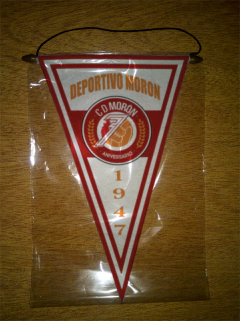 DEPORTIVO MORON
C.D. MORON
ANIVERSARIO
1947